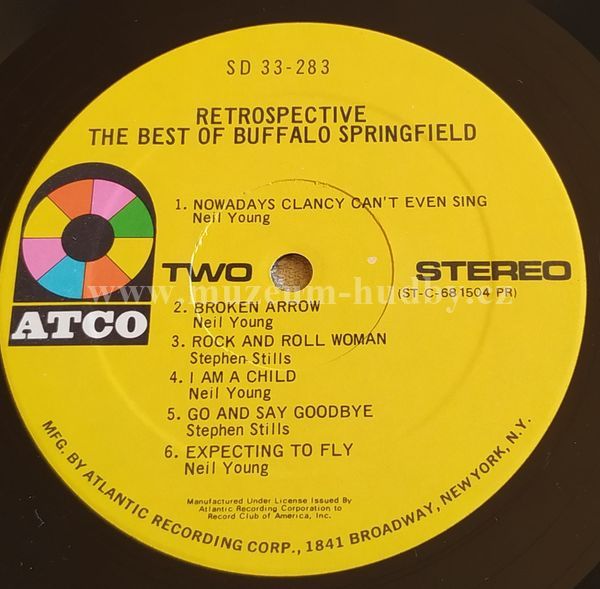 SD 33-283
RETROSPECTIVE
THE BEST OF BUFFALO SPRINGFIELD
1. NOWADAYS CLANCY CAN'T EVEN SING
Neil Young
TWO
STEREO
(ST-C-681504 PR)
www.muzeum-hudby.cz
ATCO
2. BROKEN ARROW
Neil Young
3. ROCK AND ROLL WOMAN
Stephen Stills
4. I AM A CHILD
Neil Young
5. GO AND SAY GOODBYE
Stephen Stills
6. EXPECTING TO FLY
Neil Young
Manufactured Under License Issued By
Atlantic Recording Corporation to
Record Club of America, Inc.
MFG. BY ATLANTIC RECORDING CORP., 1841 BROADWAY, NEW YORK, N.Y.